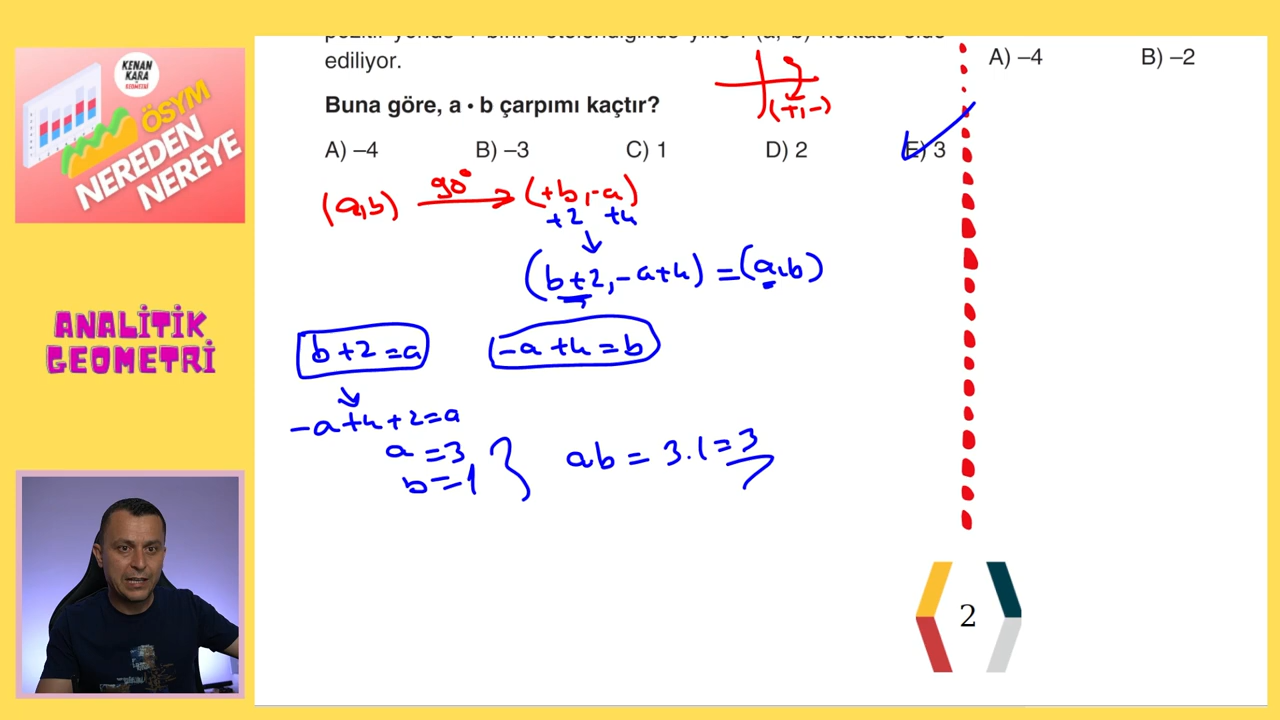 KENAN
KARA
GEOMETRİ
ÖSYM
NEREDEN
NEREYE
ANALİTİK
GEOMETRİ
ediliyor.
Buna göre, a • b çarpımı kaçtır?
A) –4 B) –3 C) 1 D) 2 E) 3
(+,-)
(a,b) 90° → (+b,-a)
+2 +4
(b+2,-a+4)=(a,b)
b+2=a -a+4=b
-a+4+2=a
a=3
b=1
ab = 3.1=3
A) –4 B) –2
2